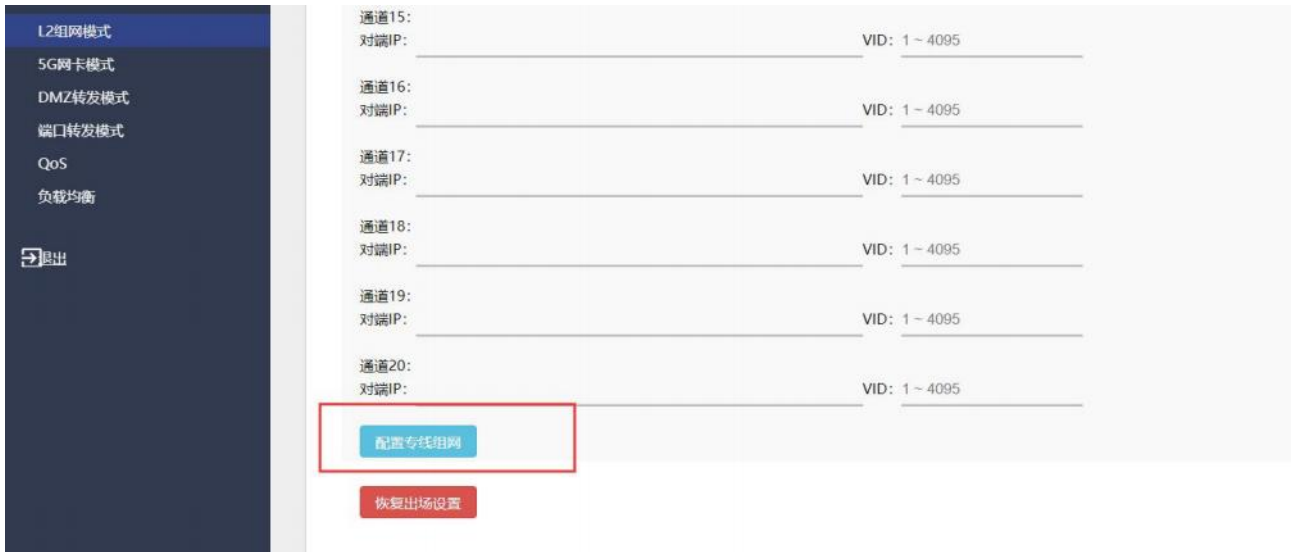 L2组网模式
5G网卡模式
DMZ转发模式
端口转发模式
QoS
负载均衡
退出
通道15:
对端IP: VID: 1 ~ 4095
通道16:
对端IP: VID: 1 ~ 4095
通道17:
对端IP: VID: 1 ~ 4095
通道18:
对端IP: VID: 1 ~ 4095
通道19:
对端IP: VID: 1 ~ 4095
通道20:
对端IP: VID: 1 ~ 4095
配置专线组网
恢复出场设置